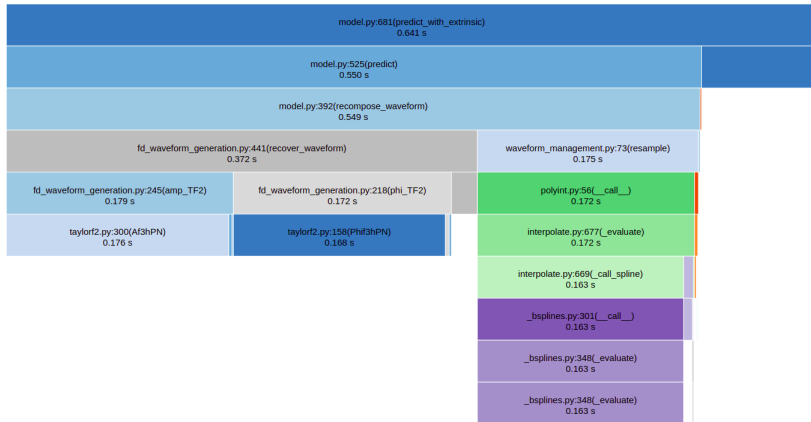 model.py:681(predict_with_extrinsic)
0.641 s
model.py:525(predict)
0.550 s
model.py:392(recompose_waveform)
0.549 s
fd_waveform_generation.py:441(recover_waveform)
0.372 s
waveform_management.py:73(resample)
0.175 s
fd_waveform_generation.py:245(amp_TF2)
0.179 s
fd_waveform_generation.py:218(phi_TF2)
0.172 s
polyint.py:56(__call__)
0.172 s
taylorf2.py:300(Af3hPN)
0.176 s
taylorf2.py:158(Phif3hPN)
0.168 s
interpolate.py:677(_evaluate)
0.172 s
interpolate.py:669(_call_spline)
0.163 s
_bsplines.py:301(__call__)
0.163 s
_bsplines.py:348(_evaluate)
0.163 s
_bsplines.py:348(_evaluate)
0.163 s